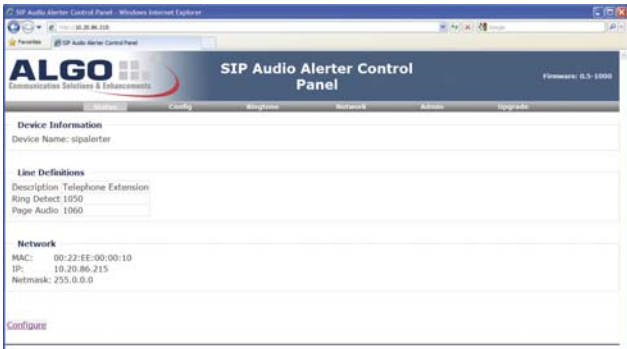 SIP Audio Alerter Control Panel - Windows Internet Explorer
Favorites SIP Audio Alerter Control Panel
ALGO
Communication Solutions & Enhancements
SIP Audio Alerter Control
Panel
Firmware: 0.5-1000
Status Config Ringtone Network Admin Upgrade
Device Information
Device Name: sipalerter
Line Definitions
Description Telephone Extension
Ring Detect 1050
Page Audio 1060
Network
MAC: 00:22:EE:00:00:10
IP: 10.20.86.215
Netmask: 255.0.0.0
Configure